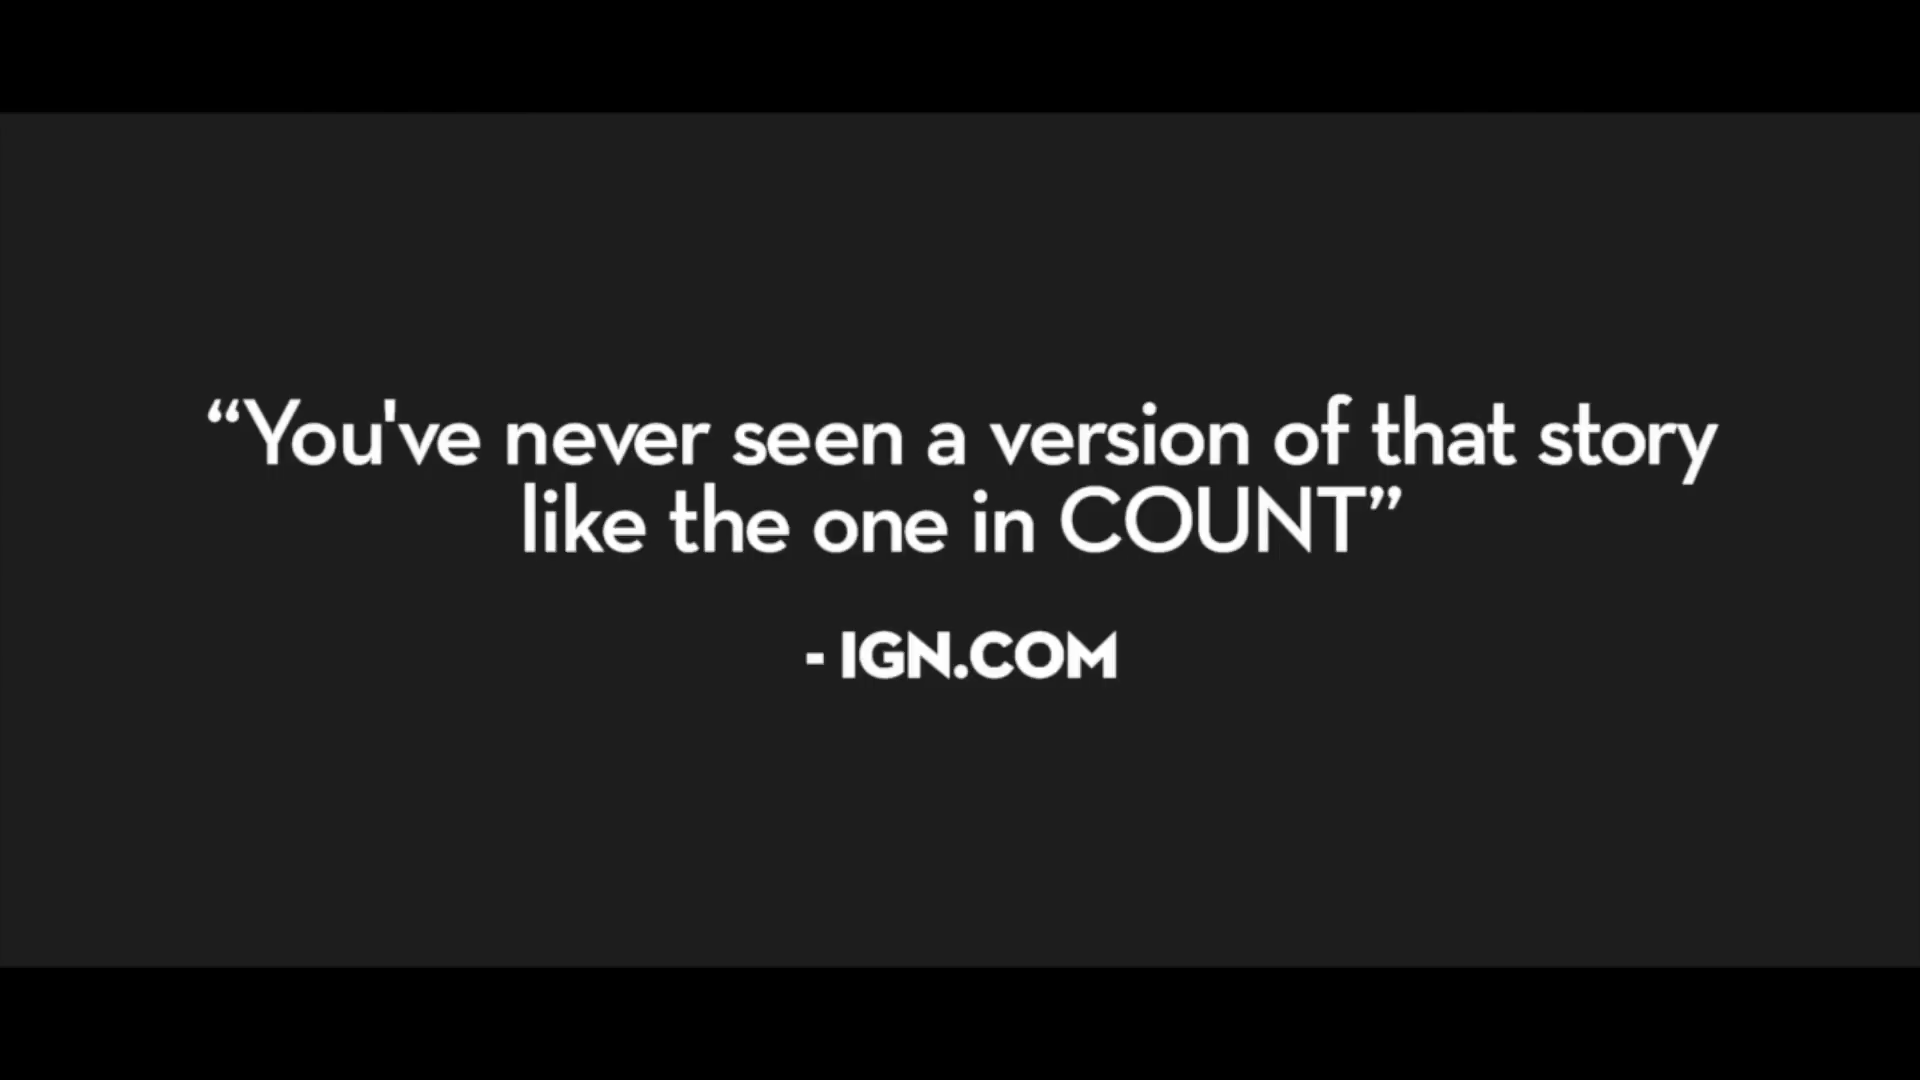 “You've never seen a version of that story
like the one in COUNT”
- IGN.COM